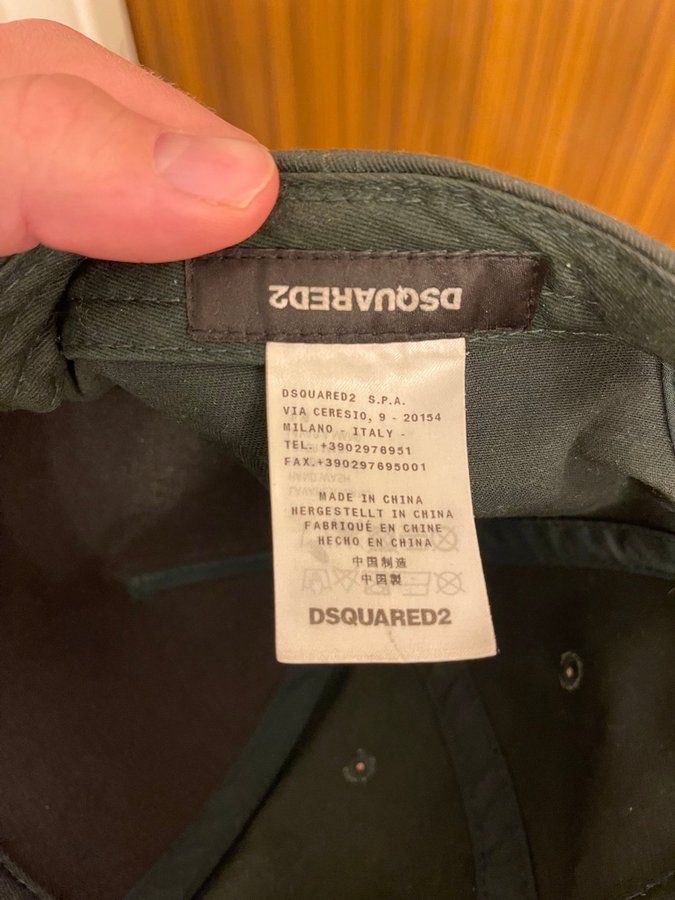 DSQUARED2
DSQUARED2 S.P.A.
VIA CERESIO, 9 - 20154
MILANO - ITALY -
TEL. +3902976951
FAX.+390297695001
MADE IN CHINA
HERGESTELLT IN CHINA
FABRIQUÉ EN CHINE
HECHO EN CHINA
中国制造
中国製
DSQUARED2